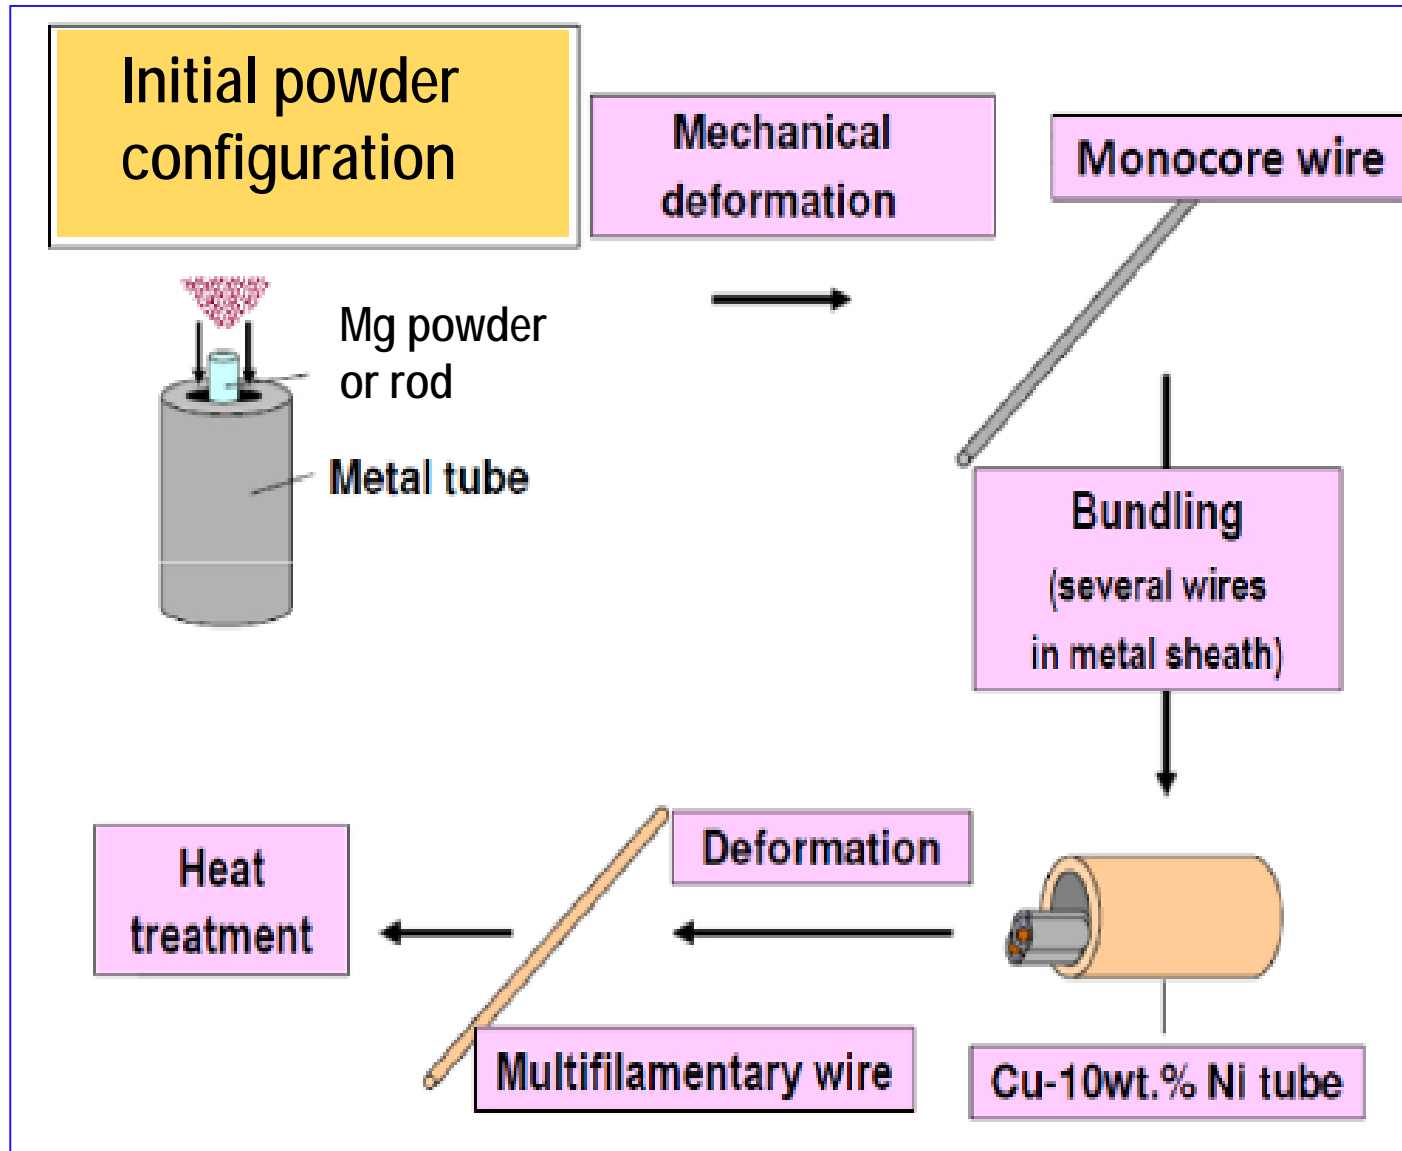 Initial powder
configuration
Mechanical
deformation
Monocore wire
Mg powder
or rod
Metal tube
Bundling
(several wires
in metal sheath)
Cu-10wt.% Ni tube
Deformation
Multifilamentary wire
Heat
treatment